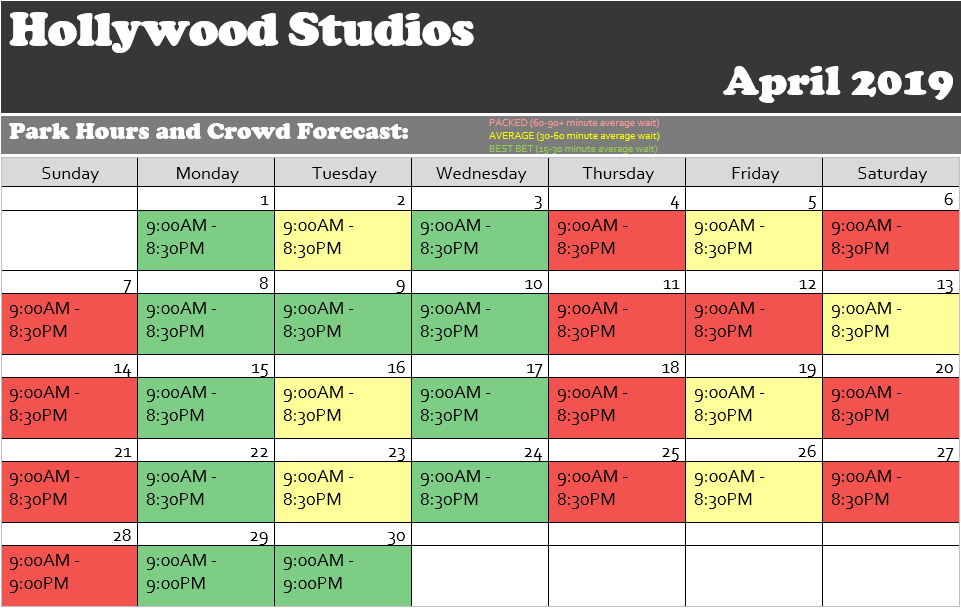 Hollywood Studios
April 2019
Park Hours and Crowd Forecast:
PACKED (60-90+ minute average wait)
AVERAGE (30-60 minute average wait)
BEST BET (15-30 minute average wait)
Sunday Monday Tuesday Wednesday Thursday Friday Saturday
1 2 3 4 5 6
9:00AM - 9:00AM - 9:00AM - 9:00AM - 9:00AM - 9:00AM -
8:30PM 8:30PM 8:30PM 8:30PM 8:30PM 8:30PM
7 8 9 10 11 12 13
9:00AM - 9:00AM - 9:00AM - 9:00AM - 9:00AM - 9:00AM - 9:00AM -
8:30PM 8:30PM 8:30PM 8:30PM 8:30PM 8:30PM 8:30PM
14 15 16 17 18 19 20
9:00AM - 9:00AM - 9:00AM - 9:00AM - 9:00AM - 9:00AM - 9:00AM -
8:30PM 8:30PM 8:30PM 8:30PM 8:30PM 8:30PM 8:30PM
21 22 23 24 25 26 27
9:00AM - 9:00AM - 9:00AM - 9:00AM - 9:00AM - 9:00AM - 9:00AM -
8:30PM 8:30PM 8:30PM 8:30PM 8:30PM 8:30PM 8:30PM
28 29 30
9:00AM - 9:00AM - 9:00AM -
9:00PM 9:00PM 9:00PM